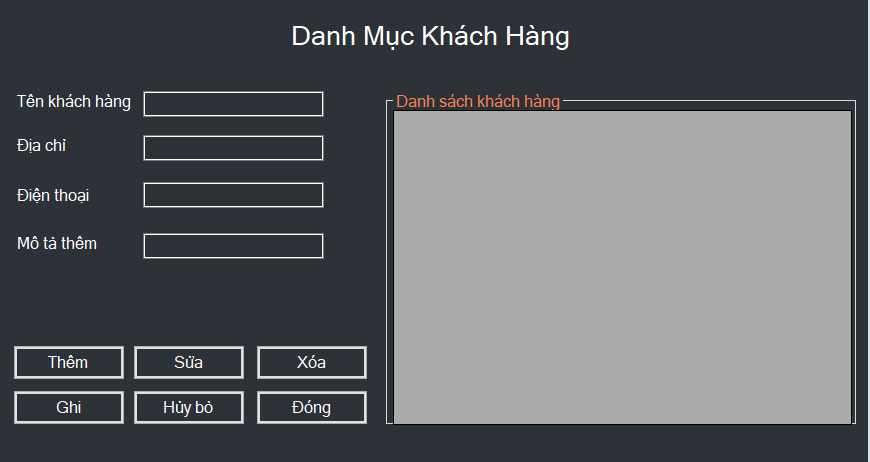 Danh Mục Khách Hàng
Tên khách hàng
Địa chỉ
Điện thoại
Mô tả thêm
Danh sách khách hàng
Thêm
Sửa
Xóa
Ghi
Hủy bỏ
Đóng